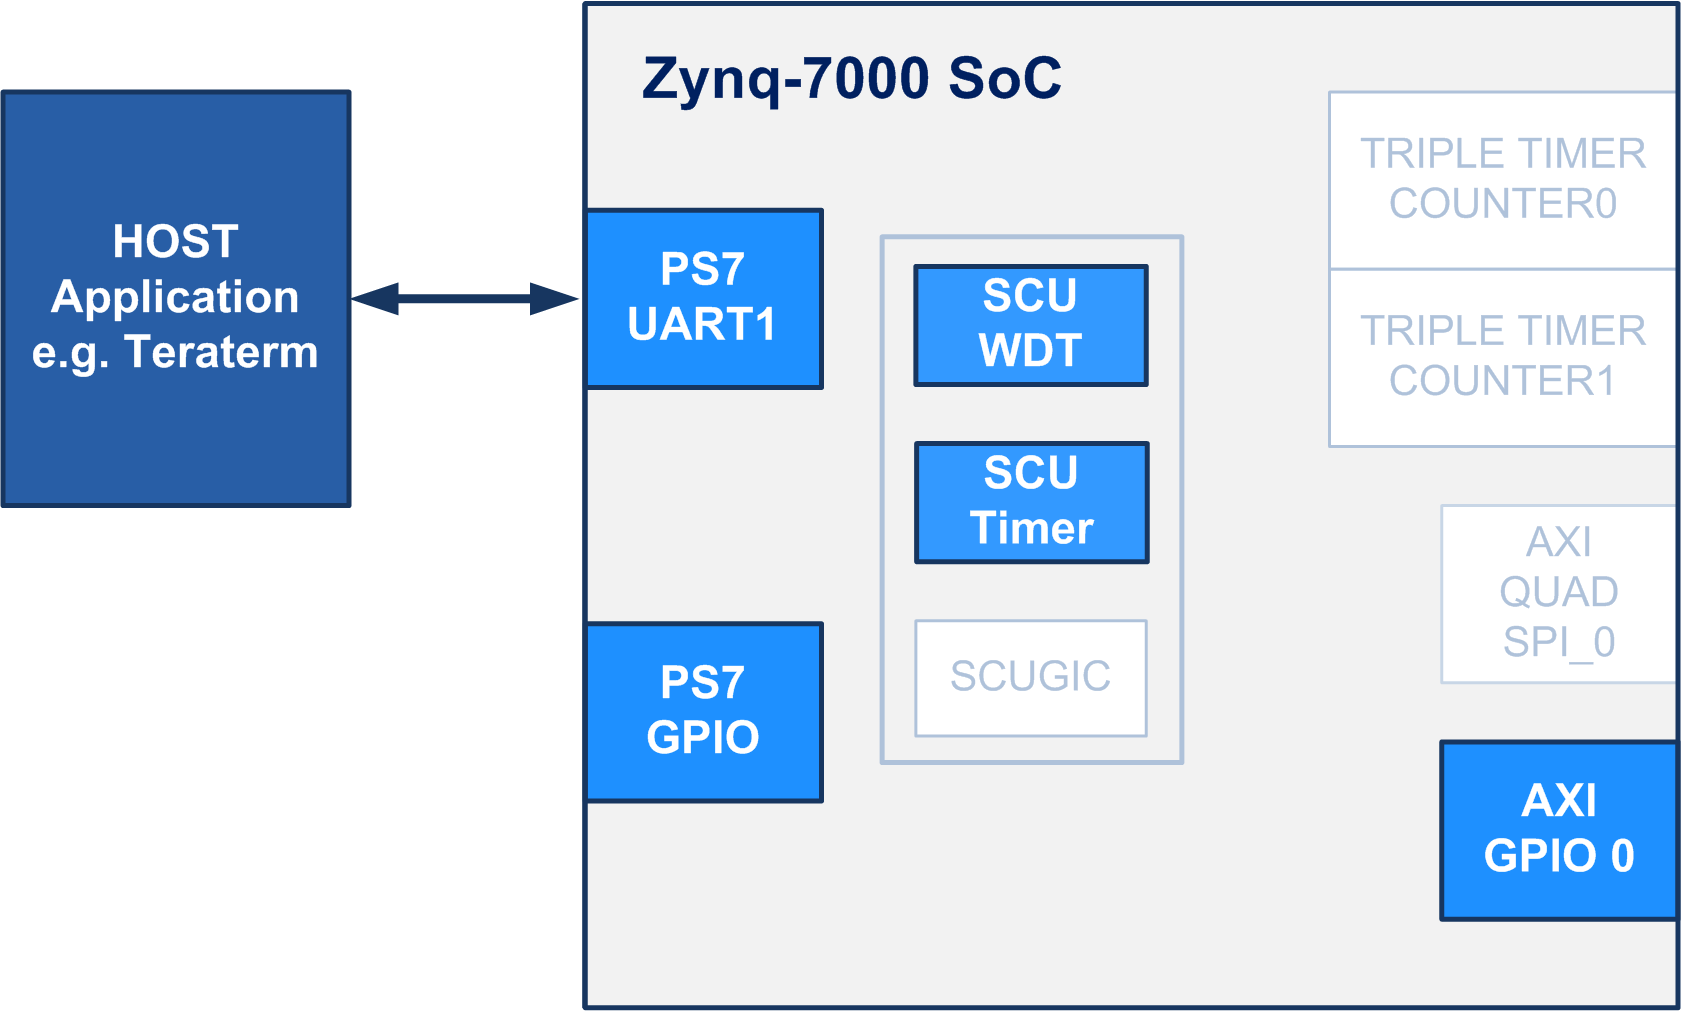 Zynq-7000 SoC
HOST
Application
e.g. Teraterm
PS7
UART1
PS7
GPIO
SCU
WDT
SCU
Timer
SCUGIC
TRIPLE TIMER
COUNTER0
TRIPLE TIMER
COUNTER1
AXI
QUAD
SPI_0
AXI
GPIO 0